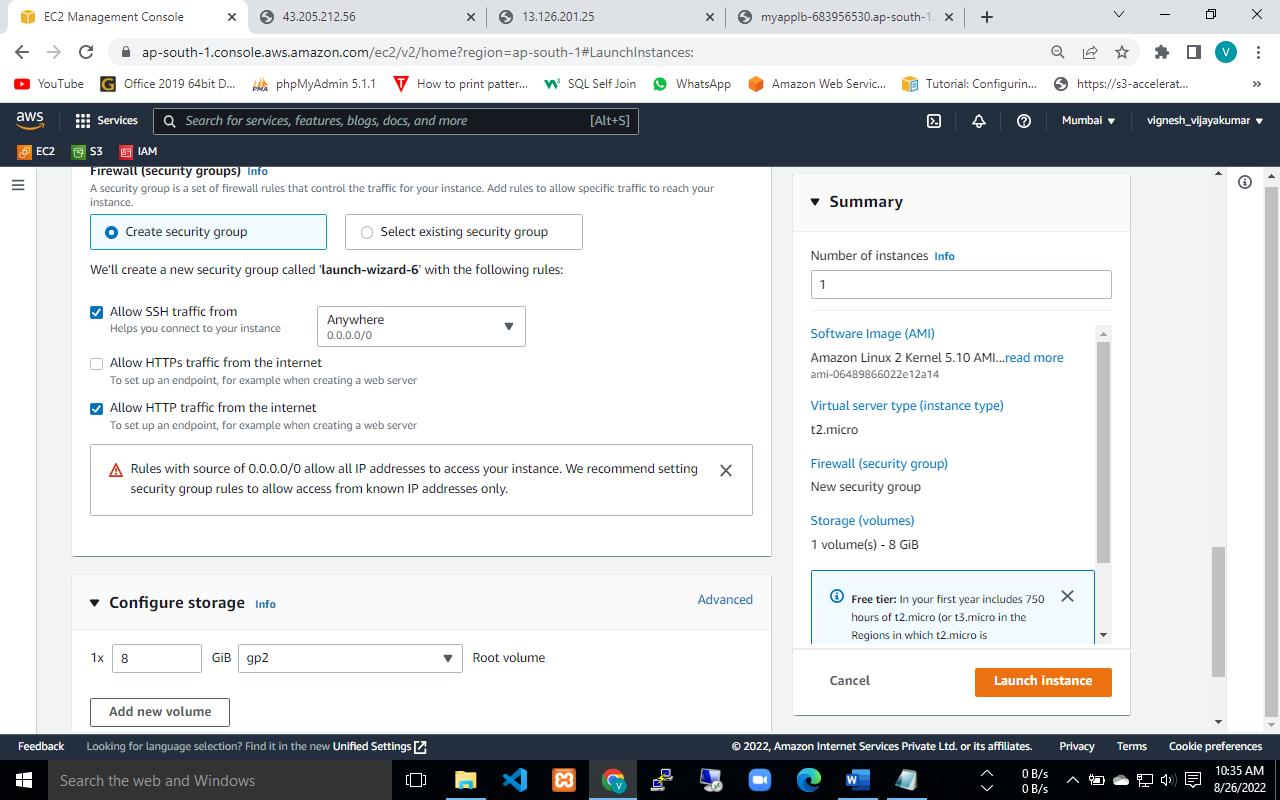 EC2 Management Console
43.205.212.56
13.126.201.25
myapplb-683956530.ap-south-1.
ap-south-1.console.aws.amazon.com/ec2/v2/home?region=ap-south-1#LaunchInstances:
V
YouTube
Office 2019 64bit D...
phpMyAdmin 5.1.1
How to print patter...
SQL Self Join
WhatsApp
Amazon Web Servic...
Tutorial: Configurin...
https://s3-accelerat...
aws
Services
Search for services, features, blogs, docs, and more
[Alt+S]
Mumbai
vignesh_vijayakumar
EC2
S3
IAM
Firewall (security groups) Info
A security group is a set of firewall rules that control the traffic for your instance. Add rules to allow specific traffic to reach your
instance.
Create security group
Select existing security group
We'll create a new security group called 'launch-wizard-6' with the following rules:
Allow SSH traffic from
Helps you connect to your instance
Anywhere
0.0.0.0/0
Allow HTTPs traffic from the internet
To set up an endpoint, for example when creating a web server
Allow HTTP traffic from the internet
To set up an endpoint, for example when creating a web server
Rules with source of 0.0.0.0/0 allow all IP addresses to access your instance. We recommend setting
security group rules to allow access from known IP addresses only.
Configure storage Info
Advanced
1x
8
GiB
gp2
Root volume
Add new volume
Summary
Number of instances Info
1
Software Image (AMI)
Amazon Linux 2 Kernel 5.10 AMI...read more
ami-06489866022e12a14
Virtual server type (instance type)
t2.micro
Firewall (security group)
New security group
Storage (volumes)
1 volume(s) - 8 GiB
Free tier: In your first year includes 750
hours of t2.micro (or t3.micro in the
Regions in which t2.micro is
Cancel
Launch instance
Feedback
Looking for language selection? Find it in the new Unified Settings
© 2022, Amazon Internet Services Private Ltd. or its affiliates.
Privacy
Terms
Cookie preferences
Search the web and Windows
0 B/s
0 B/s
10:35 AM
8/26/2022